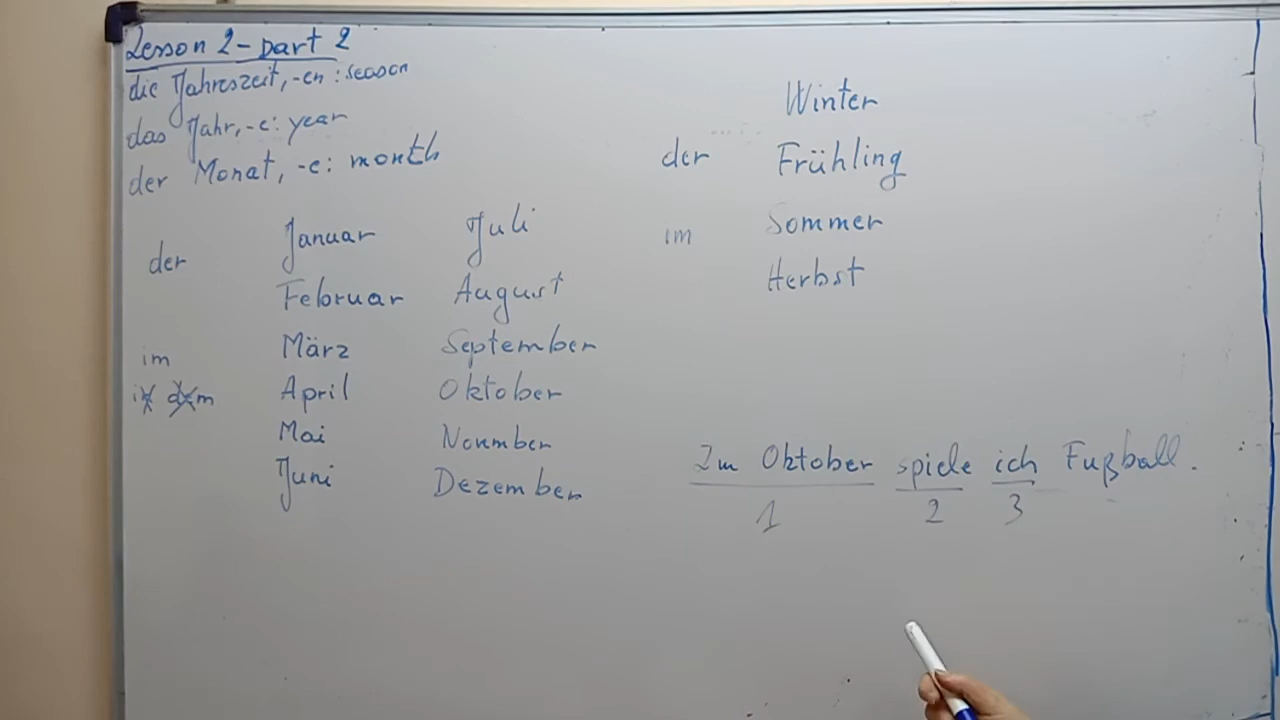 Lesson 2 - part 2
die Jahreszeit, -en : season
das Jahr, -e : year
der Monat, -e : month
der
im
in dem
Januar Juli
Februar August
März September
April Oktober
Mai Novmber
Juni Dezember
der
im
Winter
Frühling
Sommer
Herbst
Im Oktober spiele ich Fußball.
1 2 3